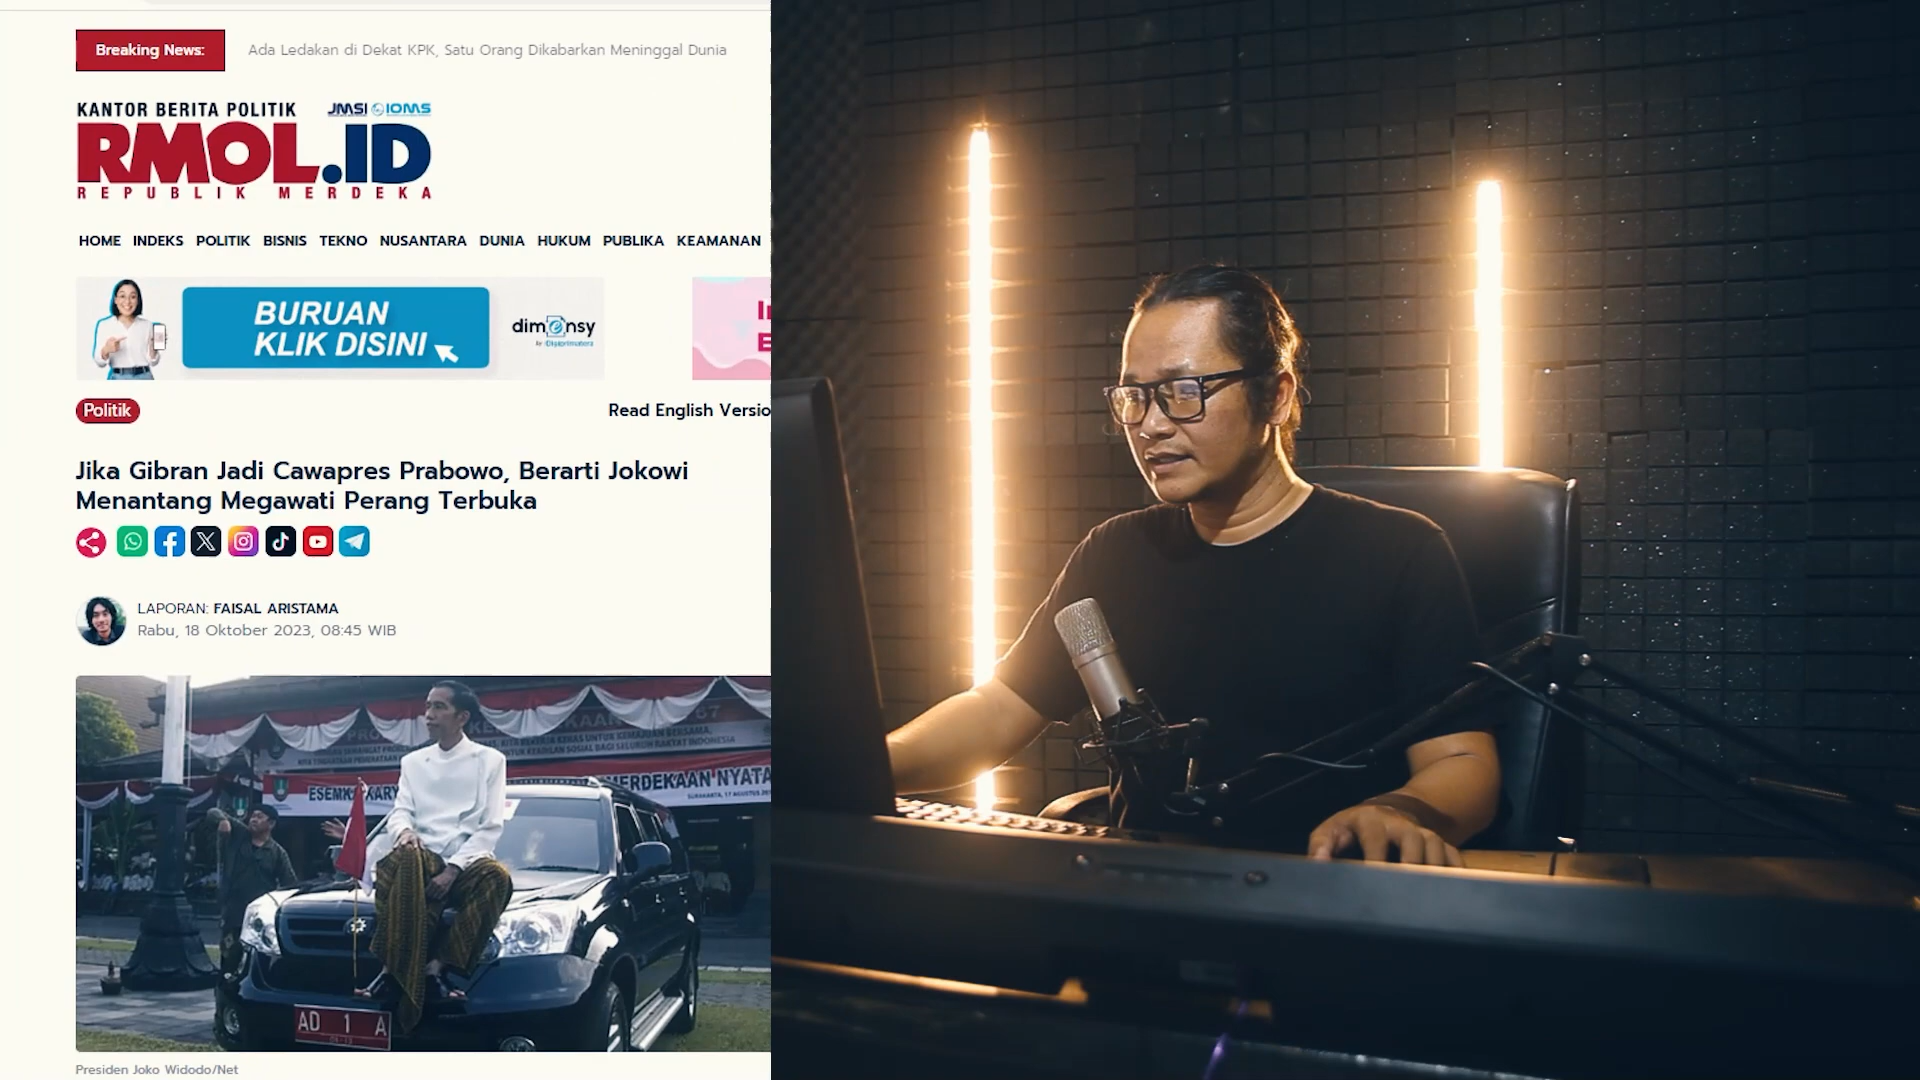 Breaking News: Ada Ledakan di Dekat KPK, Satu Orang Dikabarkan Meninggal Dunia
KANTOR BERITA POLITIK JMSI IOMS
RMOL.ID
REPUBLIK MERDEKA
HOME INDEKS POLITIK BISNIS TEKNO NUSANTARA DUNIA HUKUM PUBLIKA KEAMANAN
BURUAN
KLIK DISINI
dimensy
Politik
Read English Versio
Jika Gibran Jadi Cawapres Prabowo, Berarti Jokowi
Menantang Megawati Perang Terbuka
LAPORAN: FAISAL ARISTAMA
Rabu, 18 Oktober 2023, 08:45 WIB
ESEMKA KARY
MERDEKAAN NYATA
AD 1 A
Presiden Joko Widodo/Net